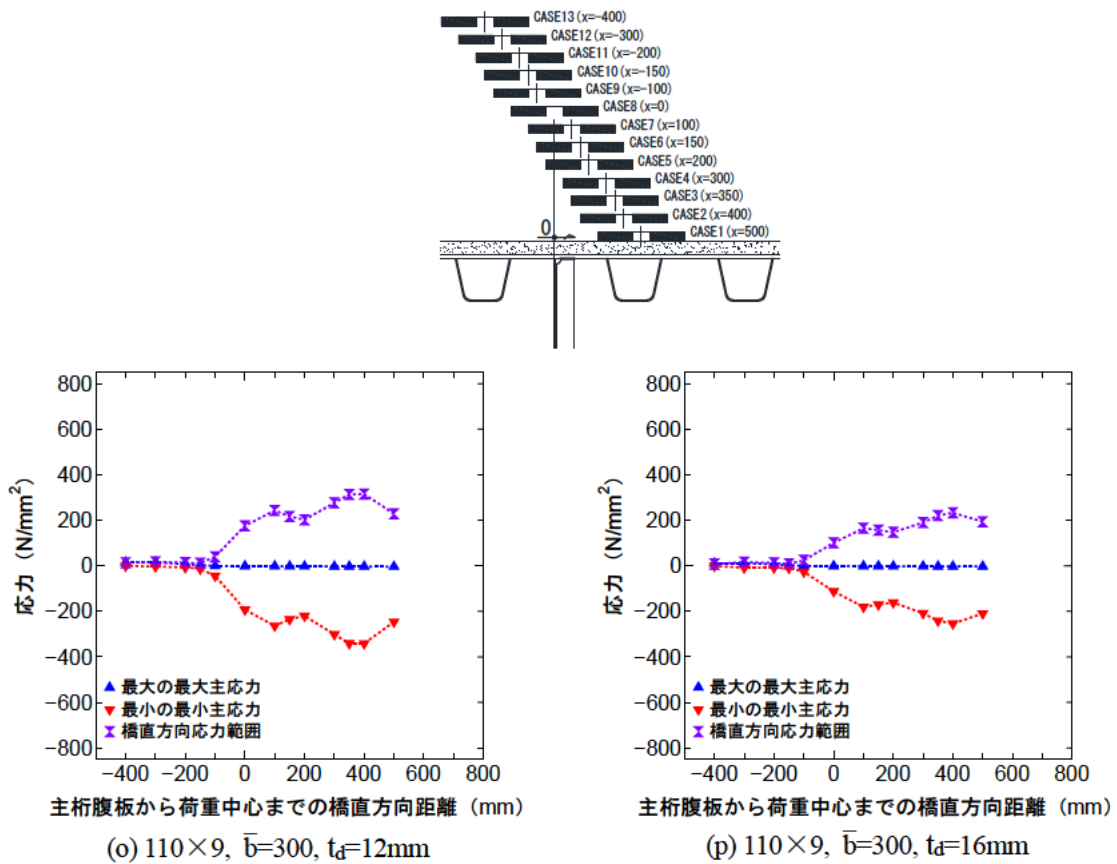 CASE13(x=-400)
CASE12(x=-300)
CASE11(x=-200)
CASE10(x=-150)
CASE9(x=-100)
CASE8(x=0)
CASE7(x=100)
CASE6(x=150)
CASE5(x=200)
CASE4(x=300)
CASE3(x=350)
CASE2(x=400)
CASE1(x=500)
0
800
600
400
200
0
−200
−400
−600
−800
応力 (N/mm²)
▲ 最大の最大主応力
▼ 最小の最小主応力
橋直方向応力範囲
−400 −200 0 200 400 600 800
主桁腹板から荷重中心までの橋直方向距離 (mm)
(o) 110×9, b̄=300, t_d=12mm
800
600
400
200
0
−200
−400
−600
−800
応力 (N/mm²)
▲ 最大の最大主応力
▼ 最小の最小主応力
橋直方向応力範囲
−400 −200 0 200 400 600 800
主桁腹板から荷重中心までの橋直方向距離 (mm)
(p) 110×9, b̄=300, t_d=16mm